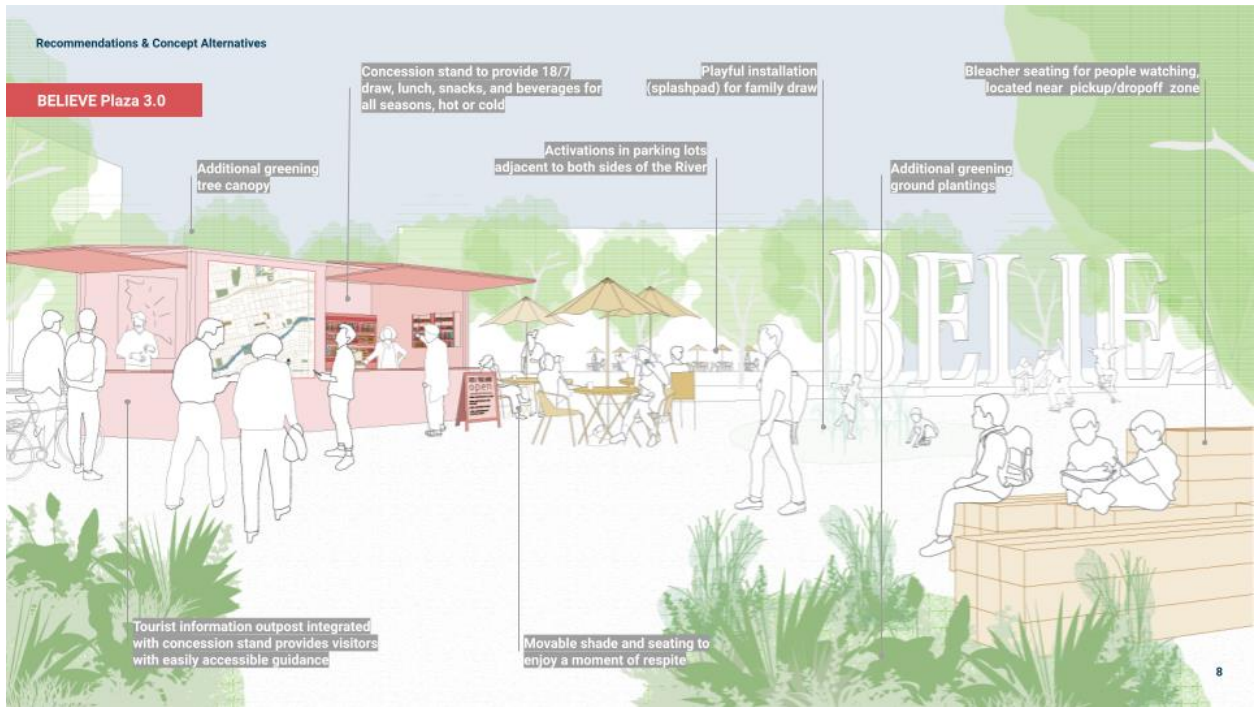 Recommendations & Concept Alternatives
BELIEVE Plaza 3.0
Concession stand to provide 18/7
draw, lunch, snacks, and beverages for
all seasons, hot or cold
Playful installation
(splashpad) for family draw
Bleacher seating for people watching,
located near pickup/dropoff zone
Additional greening
tree canopy
Activations in parking lots
adjacent to both sides of the River
Additional greening
ground plantings
BELIE
open
Tourist information outpost integrated
with concession stand provides visitors
with easily accessible guidance
Movable shade and seating to
enjoy a moment of respite
8